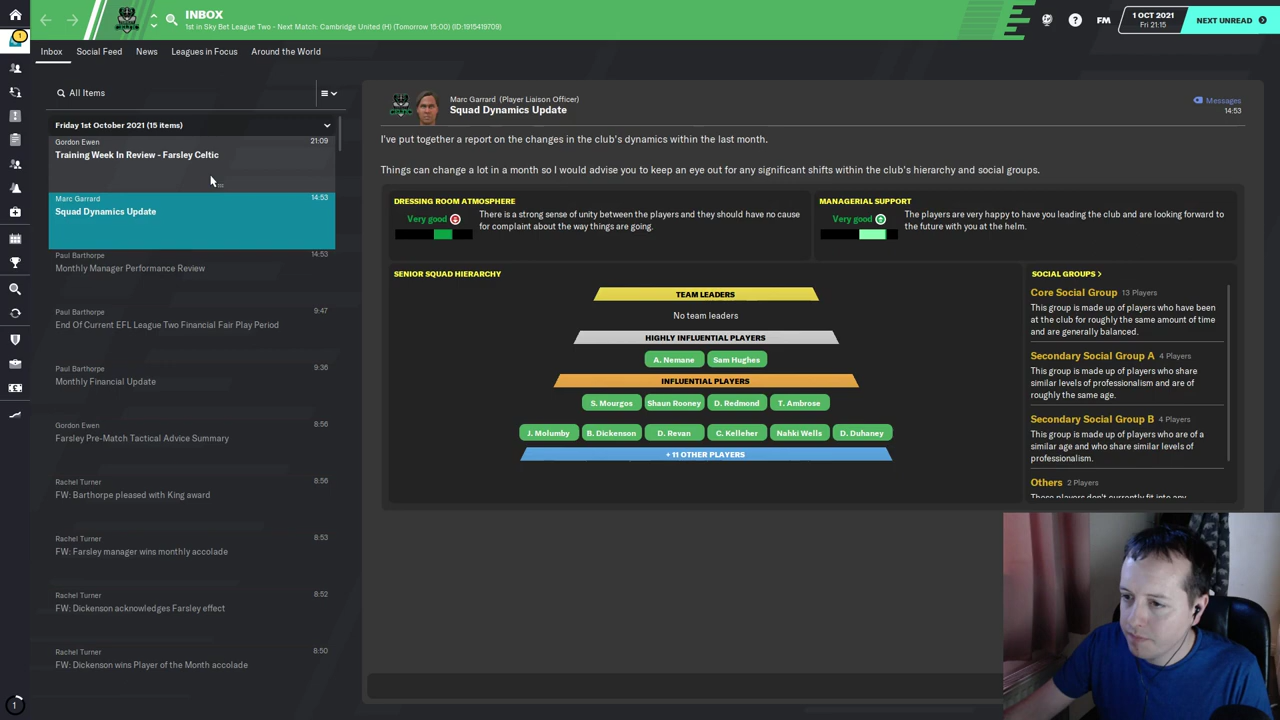 INBOX
1st in Sky Bet League Two - Next Match: Cambridge United (H) (Tomorrow 15:00) (ID:1915419709)
FM
1 OCT 2021
Fri 21:15
NEXT UNREAD
1
Inbox
Social Feed
News
Leagues in Focus
Around the World
All Items
Friday 1st October 2021 (15 items)
Gordon Ewen
21:09
Training Week In Review - Farsley Celtic
Marc Garrard
14:53
Squad Dynamics Update
Paul Barthorpe
14:53
Monthly Manager Performance Review
Paul Barthorpe
9:47
End Of Current EFL League Two Financial Fair Play Period
Paul Barthorpe
9:36
Monthly Financial Update
Gordon Ewen
8:56
Farsley Pre-Match Tactical Advice Summary
Rachel Turner
8:56
FW: Barthorpe pleased with King award
Rachel Turner
8:53
FW: Farsley manager wins monthly accolade
Rachel Turner
8:52
FW: Dickenson acknowledges Farsley effect
Rachel Turner
8:50
FW: Dickenson wins Player of the Month accolade
1
Marc Garrard (Player Liaison Officer)
Squad Dynamics Update
Messages
14:53
I've put together a report on the changes in the club's dynamics within the last month.
Things can change a lot in a month so I would advise you to keep an eye out for any significant shifts within the club's hierarchy and social groups.
DRESSING ROOM ATMOSPHERE
Very good
There is a strong sense of unity between the players and they should have no cause
for complaint about the way things are going.
MANAGERIAL SUPPORT
Very good
The players are very happy to have you leading the club and are looking forward to
the future with you at the helm.
SENIOR SQUAD HIERARCHY
TEAM LEADERS
No team leaders
HIGHLY INFLUENTIAL PLAYERS
A. Nemane
Sam Hughes
INFLUENTIAL PLAYERS
S. Mourgos
Shaun Rooney
D. Redmond
T. Ambrose
J. Molumby
B. Dickenson
D. Revan
C. Kelleher
Nahki Wells
D. Duhaney
+ 11 OTHER PLAYERS
SOCIAL GROUPS >
Core Social Group 13 Players
This group is made up of players who have been
at the club for roughly the same amount of time
and are generally balanced.
Secondary Social Group A 4 Players
This group is made up of players who share
similar levels of professionalism and are of
roughly the same age.
Secondary Social Group B 4 Players
This group is made up of players who are of a
similar age and who share similar levels of
professionalism.
Others 2 Players
These players don't currently fit into any